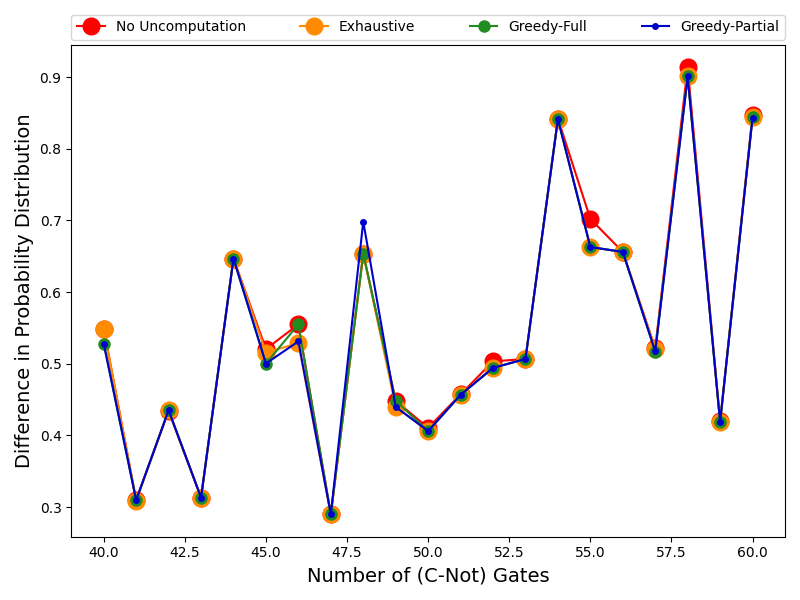 No Uncomputation Exhaustive Greedy-Full Greedy-Partial
Difference in Probability Distribution
0.9
0.8
0.7
0.6
0.5
0.4
0.3
40.0 42.5 45.0 47.5 50.0 52.5 55.0 57.5 60.0
Number of (C-Not) Gates